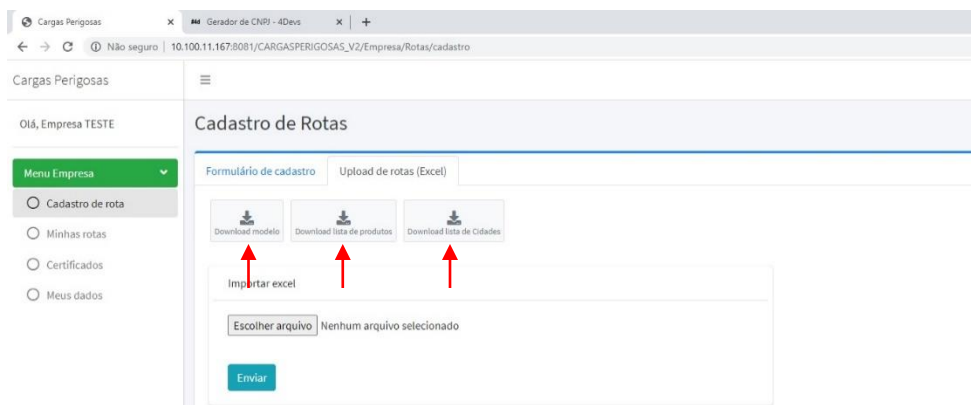 Cargas Perigosas
Gerador de CNPJ - 4Devs
Não seguro | 10.100.11.167:8081/CARGASPERIGOSAS_V2/Empresa/Rotas/cadastro
Cargas Perigosas
Olá, Empresa TESTE
Menu Empresa
Cadastro de rota
Minhas rotas
Certificados
Meus dados
Cadastro de Rotas
Formulário de cadastro
Upload de rotas (Excel)
Download modelo
Download lista de produtos
Download lista de Cidades
Importar excel
Escolher arquivo Nenhum arquivo selecionado
Enviar